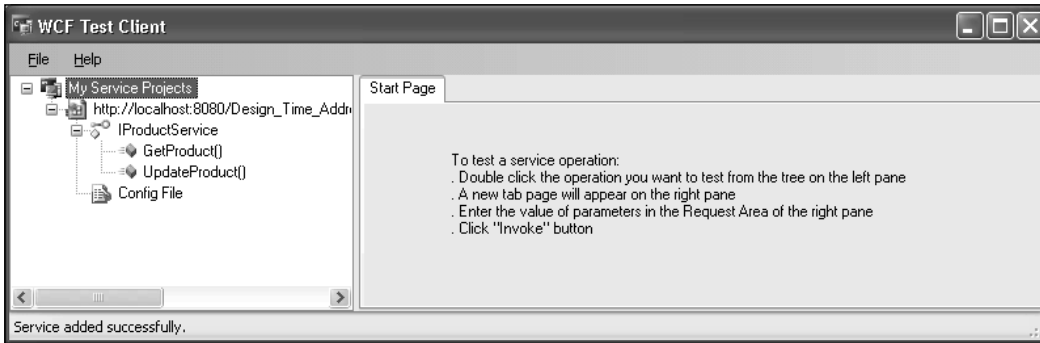 WCF Test Client
File Help
My Service Projects
http://localhost:8080/Design_Time_Addr
IProductService
GetProduct()
UpdateProduct()
Config File
Start Page
To test a service operation:
. Double click the operation you want to test from the tree on the left pane
. A new tab page will appear on the right pane
. Enter the value of parameters in the Request Area of the right pane
. Click "Invoke" button
Service added successfully.